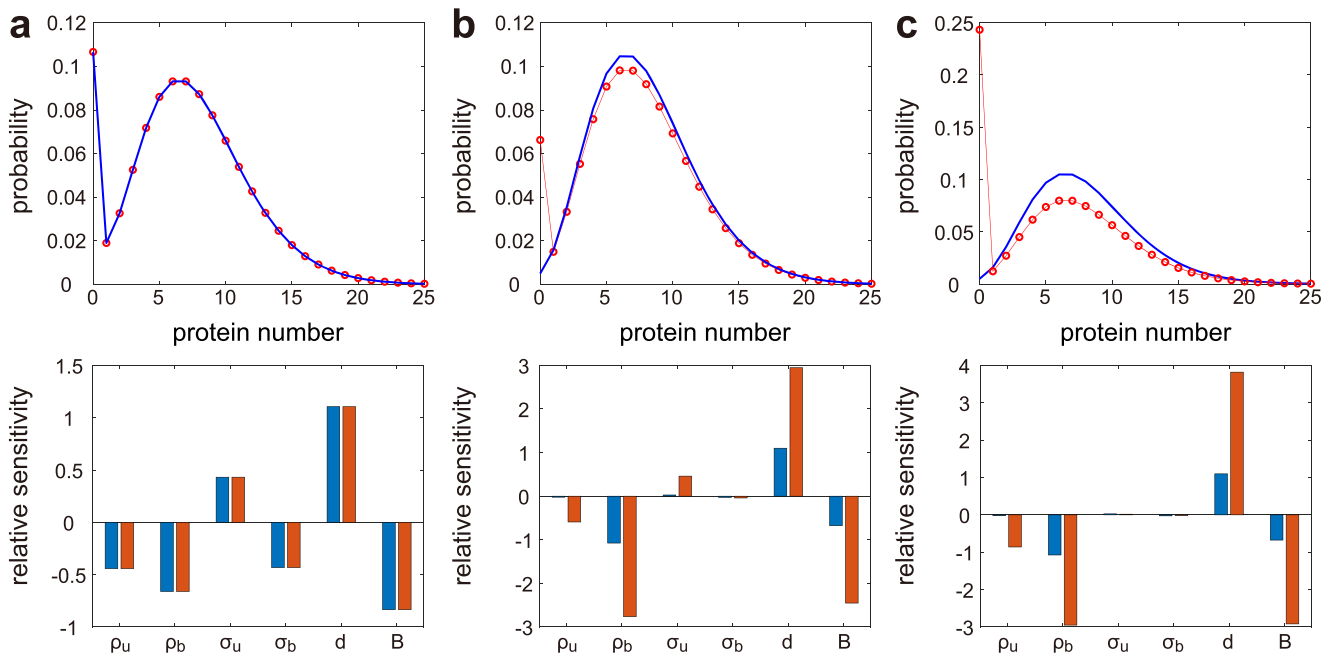 a
0.12
0.1
0.08
0.06
0.04
0.02
0
probability
0 5 10 15 20 25
protein number
b
0.12
0.1
0.08
0.06
0.04
0.02
0
probability
0 5 10 15 20 25
protein number
c
0.25
0.20
0.15
0.10
0.05
0
probability
0 5 10 15 20 25
protein number
1.5
1
0.5
0
-0.5
-1
relative sensitivity
ρu ρb σu σb d B
3
2
1
0
-1
-2
-3
relative sensitivity
ρu ρb σu σb d B
4
3
2
1
0
-1
-2
-3
relative sensitivity
ρu ρb σu σb d B